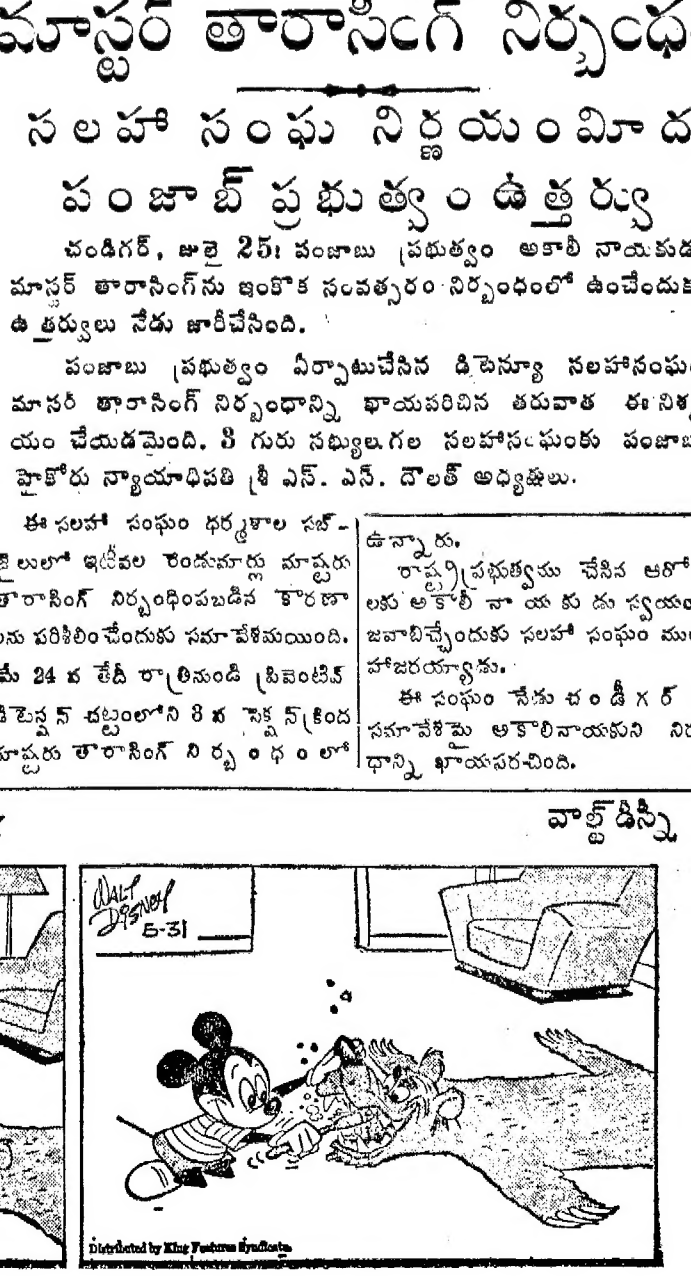 మాస్టర్ తారాసింగ్ నిర్బంధ
సలహా సంఘ నిర్ణయంమీద
పంజాబ్ ప్రభుత్వం ఉత్తర్వు
చండిగర్, జులై 25: పంజాబు ప్రభుత్వం అకాలీ నాయకుడ
మాస్టర్ తారాసింగ్‌ను ఇంకొక సంవత్సరం నిర్బంధంలో ఉంచేందుక
ఉత్తర్వులు నేడు జారీచేసింది.
పంజాబు ప్రభుత్వం ఏర్పాటుచేసిన డిటెన్యూ సలహాసంఘం
మాసర్ తారాసింగ్ నిర్బంధాన్ని ఖాయపరిచిన తరువాత ఈ నిశ్చ
యం చేయడమైంది. 3 గురు సభ్యులుగల సలహాసంఘంకు పంజాబ
హైకోర్టు న్యాయాధిపతి శ్రీ ఎస్. ఎన్. దౌలత్ అధ్యక్షులు.
ఈ సలహా సంఘం ధర్మశాల సబ్-
జైలులో ఇటీవల రెండుమార్లు మాష్టరు
తారాసింగ్ నిర్బంధింపబడిన కారణా
లను పరిశీలించేందుకు సమావేశమయింది.
మే 24 వ తేదీ రాత్రినుండి ప్రివెంటివ్
డిటెన్షన్ చట్టంలోని 3 వ సెక్షన్ క్రింద
మాష్టరు తారాసింగ్ నిర్బంధంలో
ఉన్నారు.
రాష్ట్రప్రభుత్వము చేసిన ఆరో
లకు అకాలీ నాయకుడు స్వయం
జవాబిచ్చేందుకు సలహా సంఘం ముం
హాజరయ్యాడు.
ఈ సంఘం నేడు చండీగర్
సమావేశమై అకాలీనాయకుని నిర
ధాన్ని ఖాయపరచింది.
వాల్ట్ డిస్నీ
WALT
DISNEY
5-31
Distributed by King Features Syndicate.